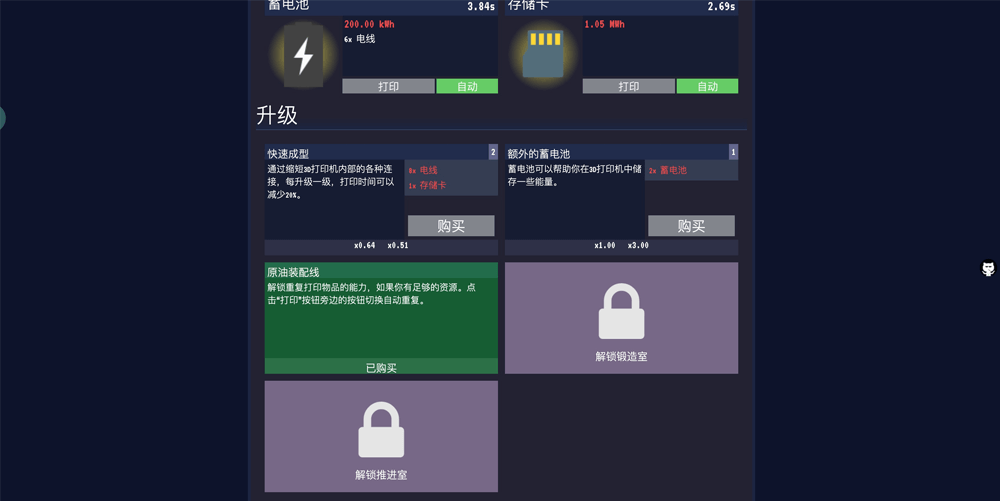 蓄电池 3.84s
200.00 kWh
6x 电线
打印 自动
存储卡 2.69s
1.05 MWh
打印 自动
升级
快速成型 2
通过缩短3D打印机内部的各种连
接，每升级一级，打印时间可以
减少20%。
8x 电线
1x 存储卡
购买
x0.64 x0.51
额外的蓄电池 1
蓄电池可以帮助你在3D打印机中储
存一些能量。
2x 蓄电池
购买
x1.00 x3.00
原油装配线
解锁重复打印物品的能力，如果你有足够的资源。点
击“打印”按钮旁边的按钮切换自动重复。
已购买
解锁锻造室
解锁推进室